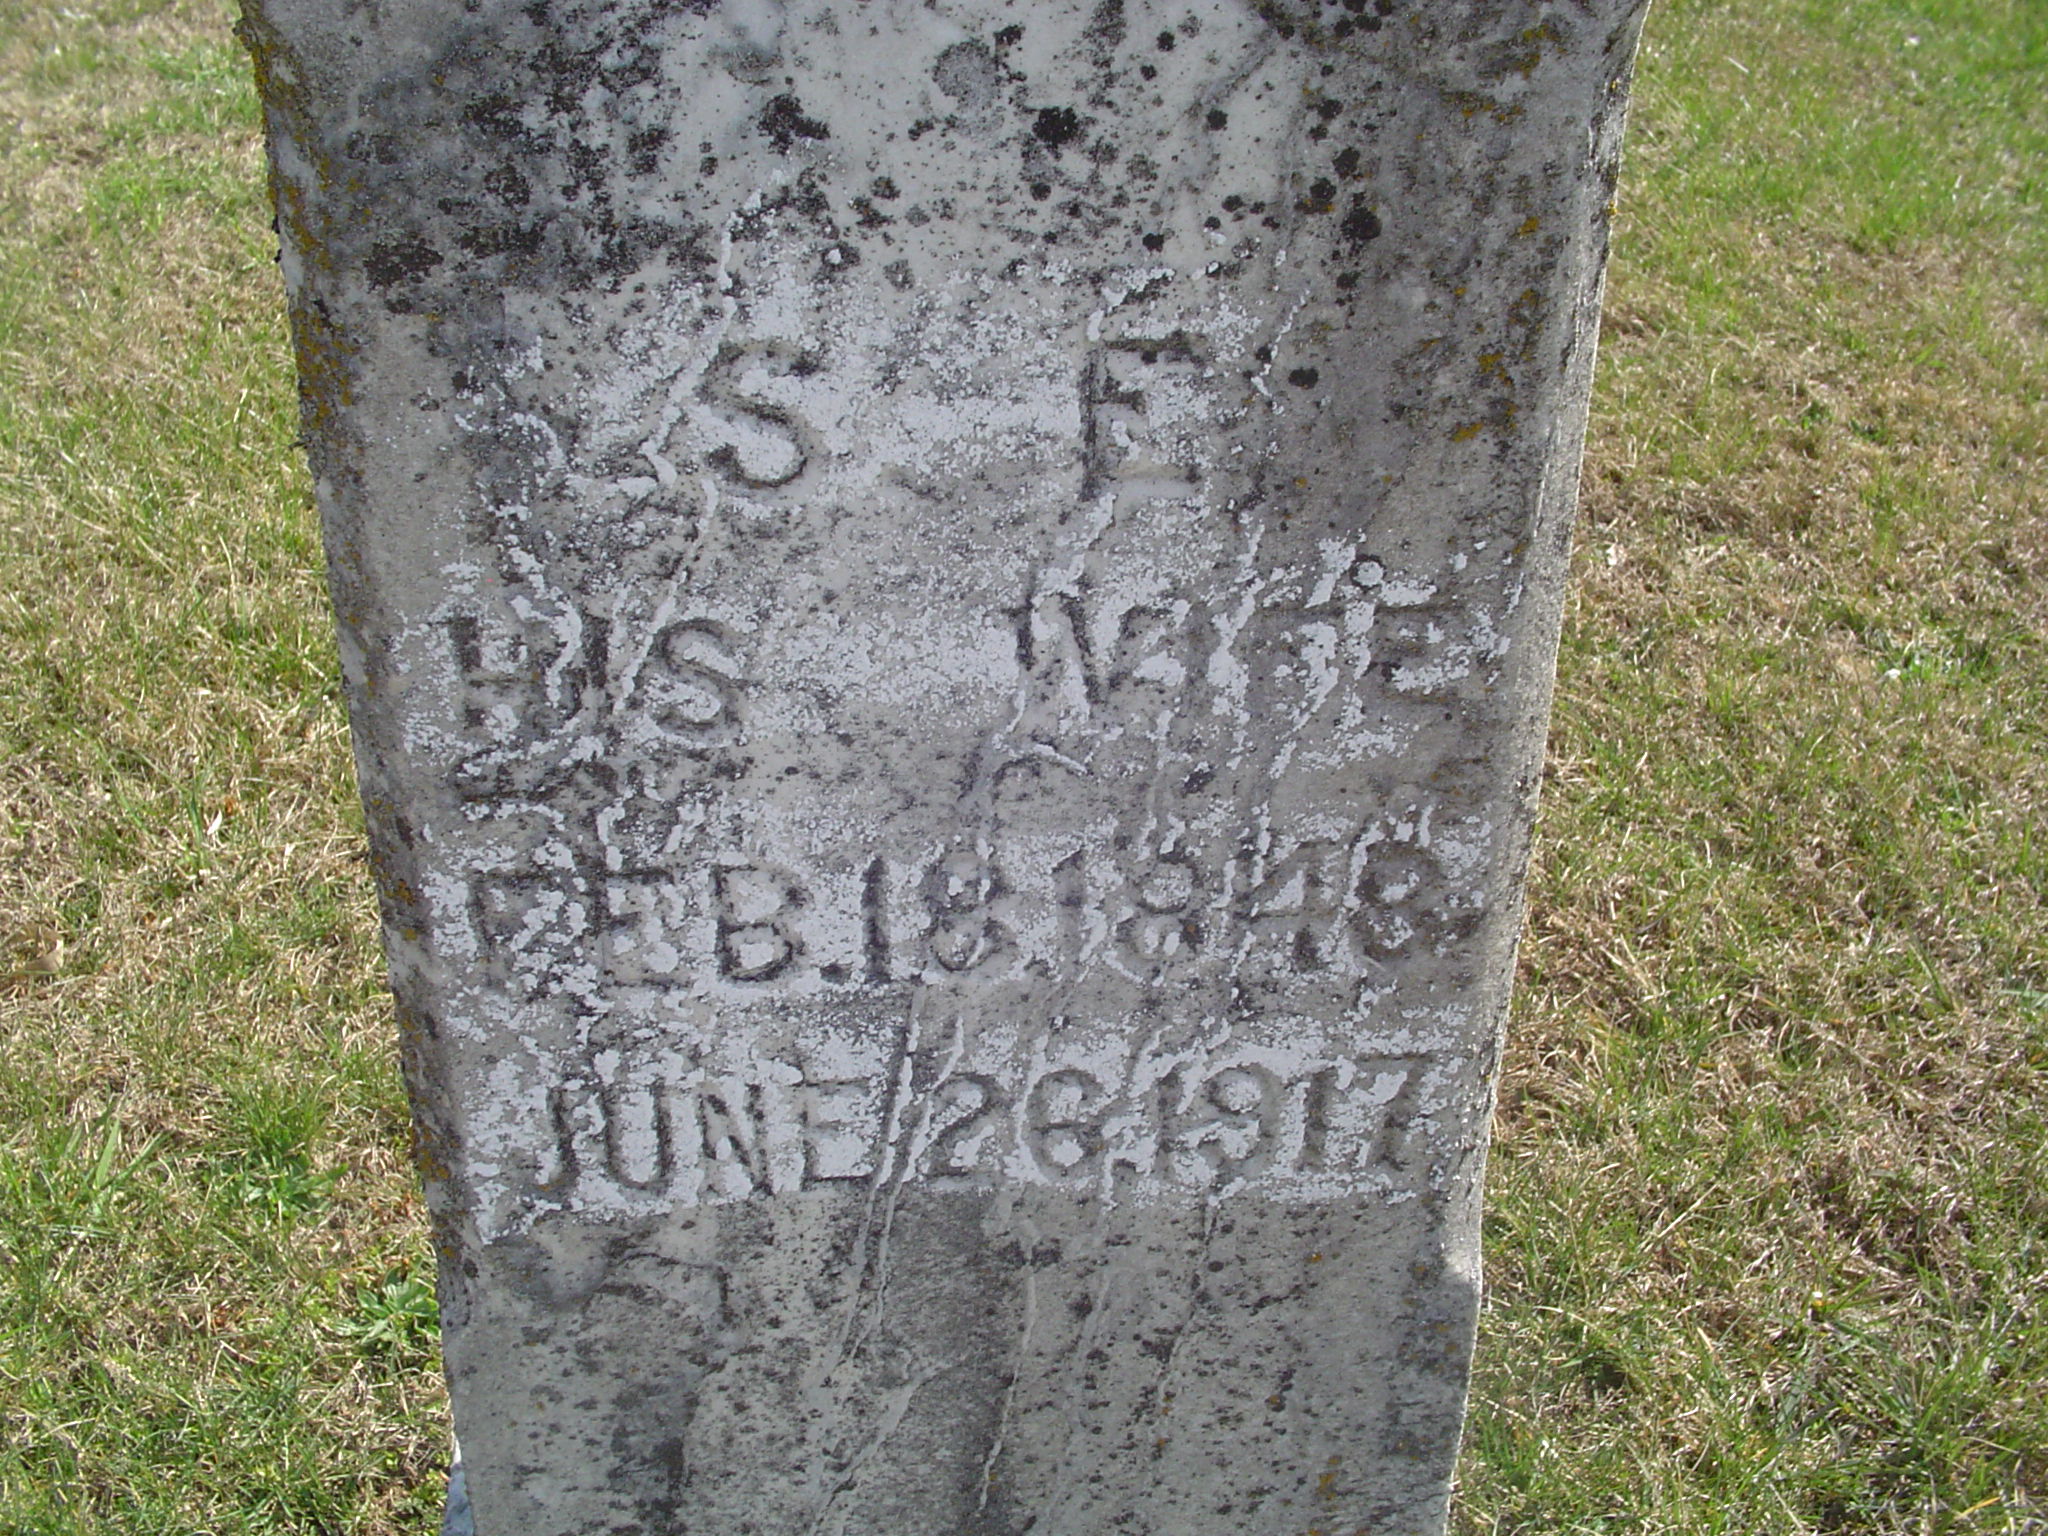 S F
HIS WIFE
FEB. 18, 1848
JUNE 26, 1917